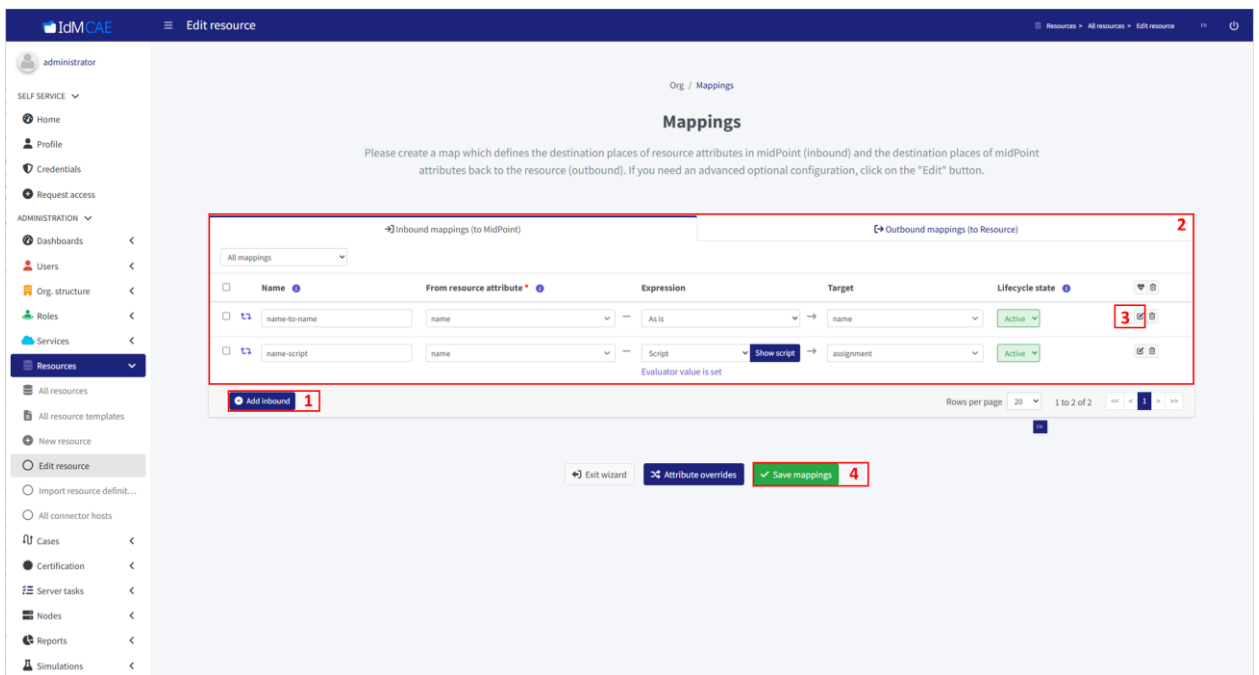 IdMCAE
Edit resource
Resources > All resources > Edit resource
EN
administrator
SELF SERVICE
Home
Profile
Credentials
Request access
ADMINISTRATION
Dashboards
Users
Org. structure
Roles
Services
Resources
All resources
All resource templates
New resource
Edit resource
Import resource definit...
All connector hosts
Cases
Certification
Server tasks
Nodes
Reports
Simulations
Org / Mappings
Mappings
Please create a map which defines the destination places of resource attributes in midPoint (inbound) and the destination places of midPoint
attributes back to the resource (outbound). If you need an advanced optional configuration, click on the "Edit" button.
Inbound mappings (to MidPoint)
Outbound mappings (to Resource)
2
All mappings
Name From resource attribute * Expression Target Lifecycle state
name-to-name name As is name Active 3
name-script name Script Show script assignment Active
Evaluator value is set
Add inbound 1
Rows per page 20 1 to 2 of 2 << < 1 > >>
EN
Exit wizard
Attribute overrides
Save mappings 4